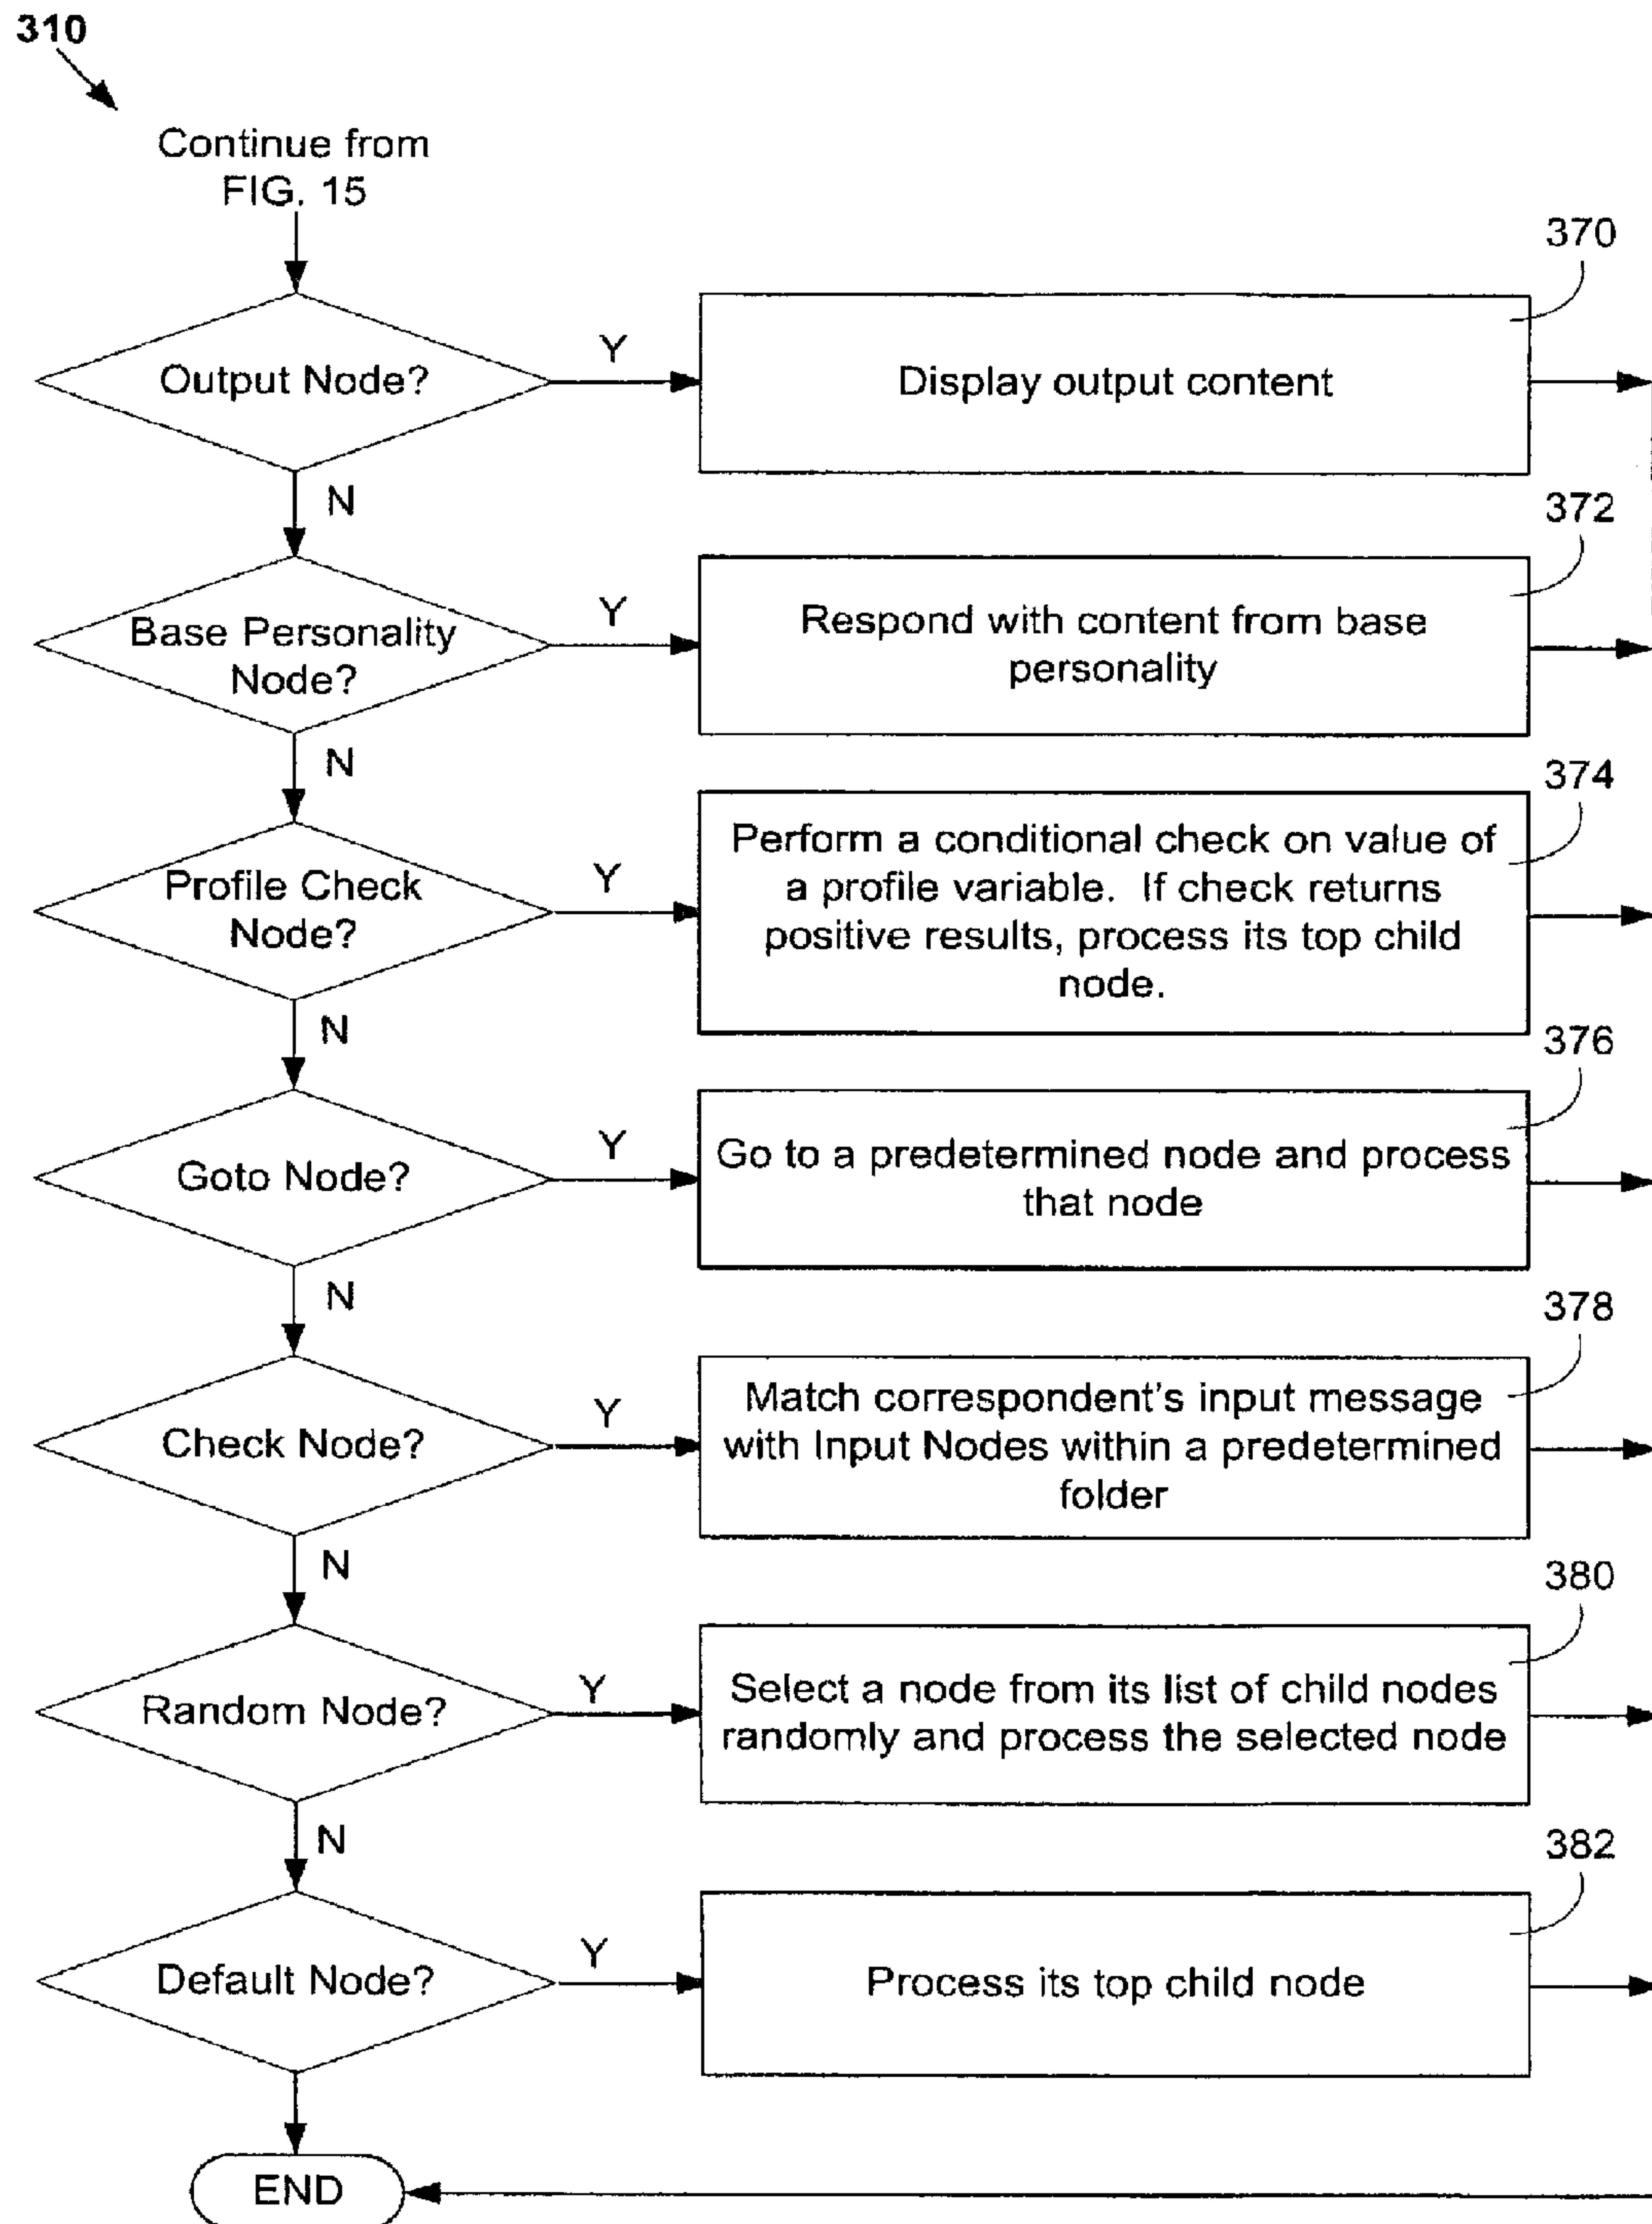 310
Continue from
FIG. 15
370
Output Node?
Y
Display output content
N
372
Base Personality
Node?
Y
Respond with content from base
personality
N
374
Profile Check
Node?
Y
Perform a conditional check on value of
a profile variable. If check returns
positive results, process its top child
node.
N
376
Goto Node?
Y
Go to a predetermined node and process
that node
N
378
Check Node?
Y
Match correspondent's input message
with Input Nodes within a predetermined
folder
N
380
Random Node?
Y
Select a node from its list of child nodes
randomly and process the selected node
N
382
Default Node?
Y
Process its top child node
END